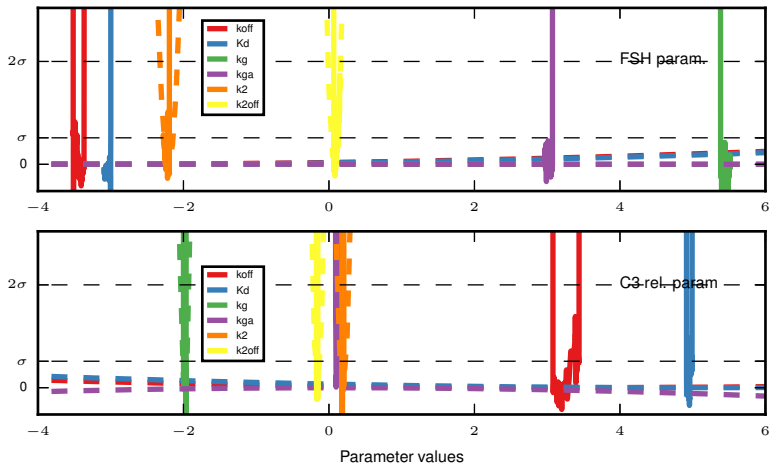 2σ
σ
0
koff
Kd
kg
kga
k2
k2off
FSH param.
−4 −2 0 2 4 6
2σ
σ
0
koff
Kd
kg
kga
k2
k2off
C3 rel. param
−4 −2 0 2 4 6
Parameter values